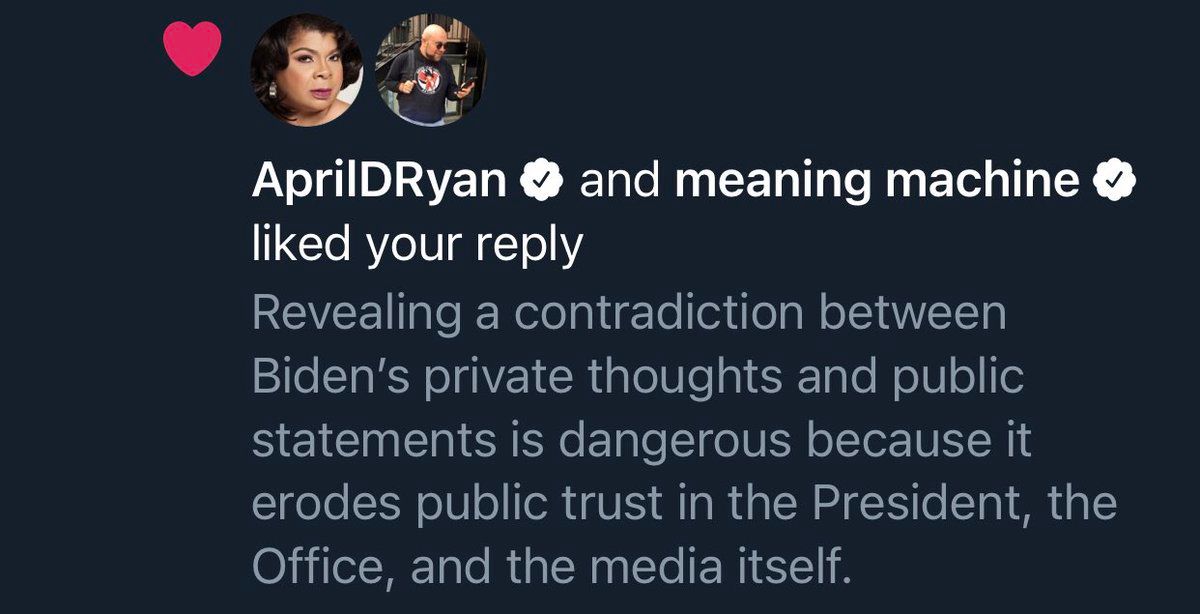 AprilDRyan and meaning machine
liked your reply
Revealing a contradiction between
Biden’s private thoughts and public
statements is dangerous because it
erodes public trust in the President, the
Office, and the media itself.